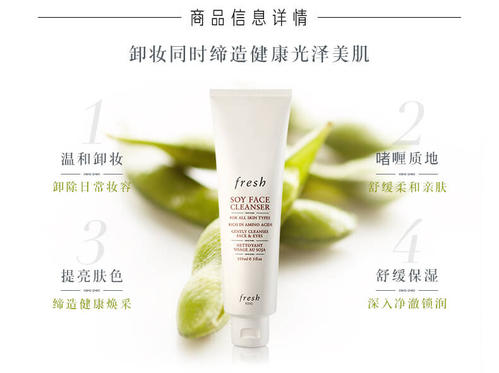 商品信息详情
卸妆同时缔造健康光泽美肌
1
温和卸妆
卸除日常妆容
2
啫喱质地
舒缓柔和亲肤
3
提亮肤色
缔造健康焕采
4
舒缓保湿
深入净澈锁润
fresh
SOY FACE
CLEANSER
FOR ALL SKIN TYPES
RICH IN AMINO ACIDS
GENTLY CLEANSES
FACE & EYES
NETTOYANT
VISAGE AU SOJA
150ml e 5 fl oz
fresh